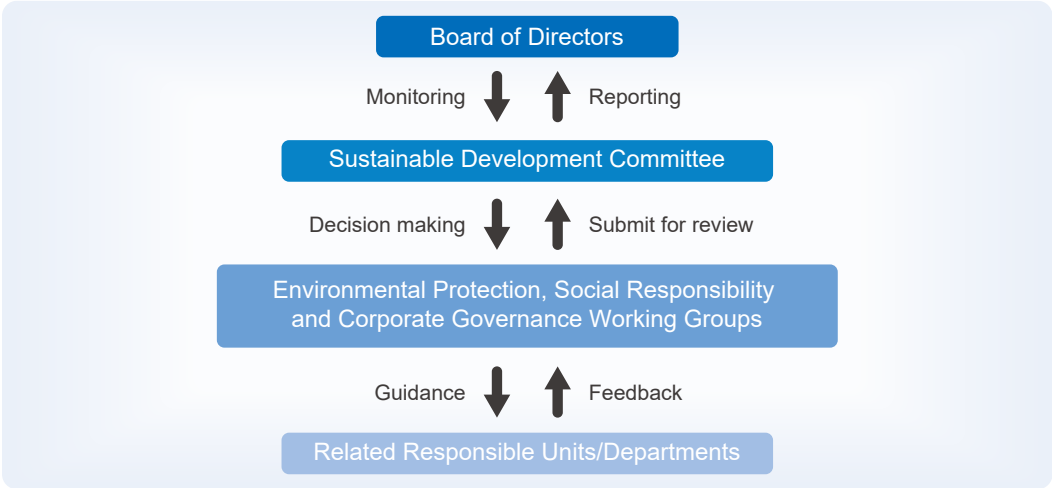 Board of Directors
Monitoring
Reporting
Sustainable Development Committee
Decision making
Submit for review
Environmental Protection, Social Responsibility
and Corporate Governance Working Groups
Guidance
Feedback
Related Responsible Units/Departments